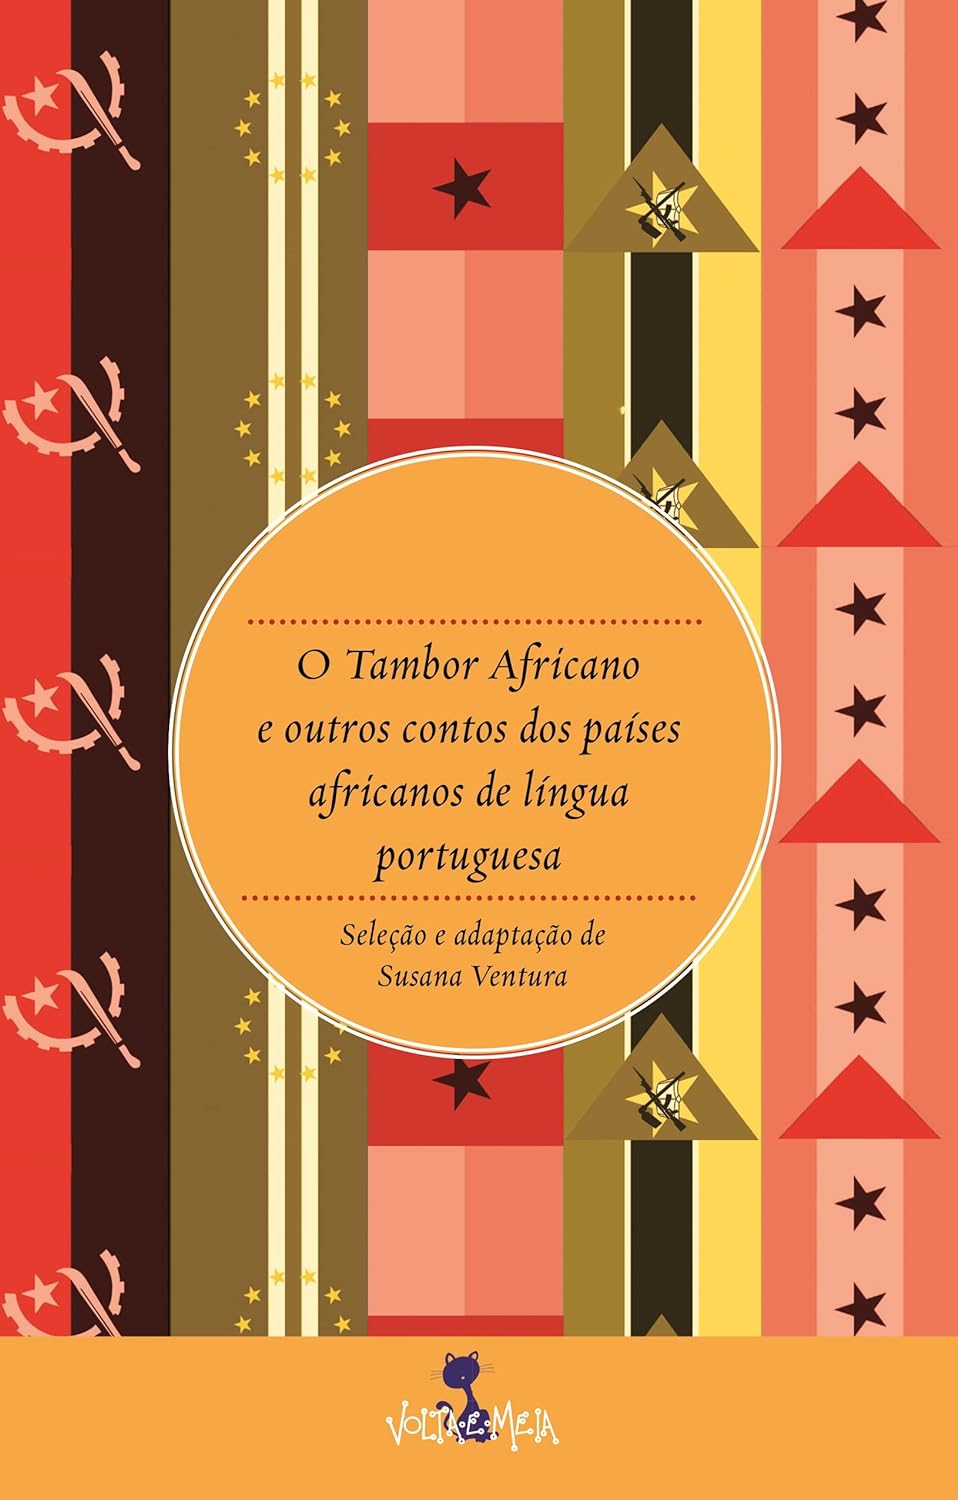 O Tambor Africano
e outros contos dos países
africanos de língua
portuguesa
Seleção e adaptação de
Susana Ventura
VOLTA E MEIA